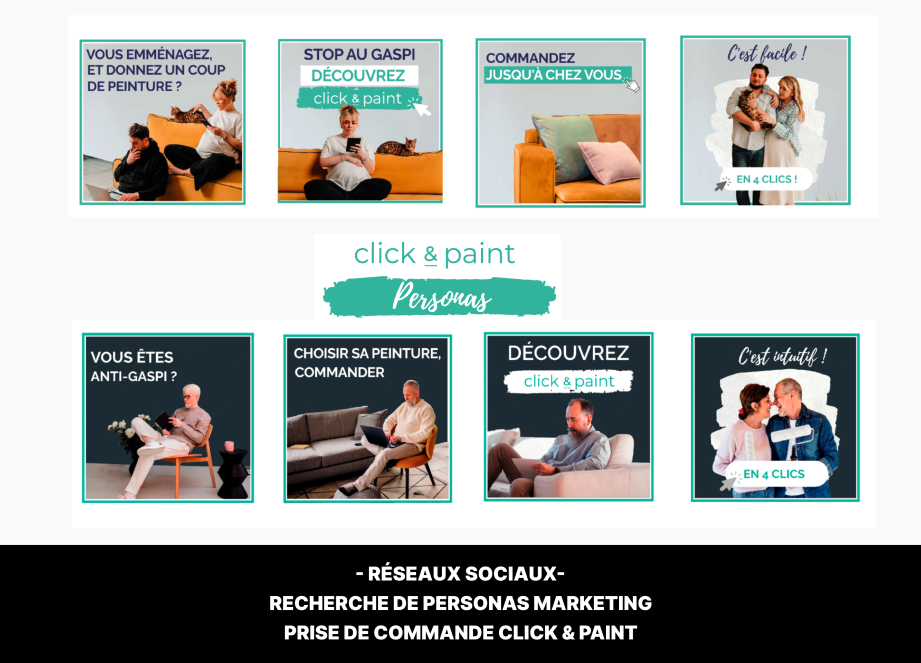 VOUS EMMÉNAGEZ,
ET DONNEZ UN COUP
DE PEINTURE ?
STOP AU GASPI
DÉCOUVREZ
click & paint
COMMANDEZ
JUSQU'À CHEZ VOUS
C'est facile !
EN 4 CLICS !
click & paint
Personas
VOUS ÊTES
ANTI-GASPI ?
CHOISIR SA PEINTURE,
COMMANDER
DÉCOUVREZ
click & paint
C'est intuitif !
EN 4 CLICS
- RÉSEAUX SOCIAUX-
RECHERCHE DE PERSONAS MARKETING
PRISE DE COMMANDE CLICK & PAINT